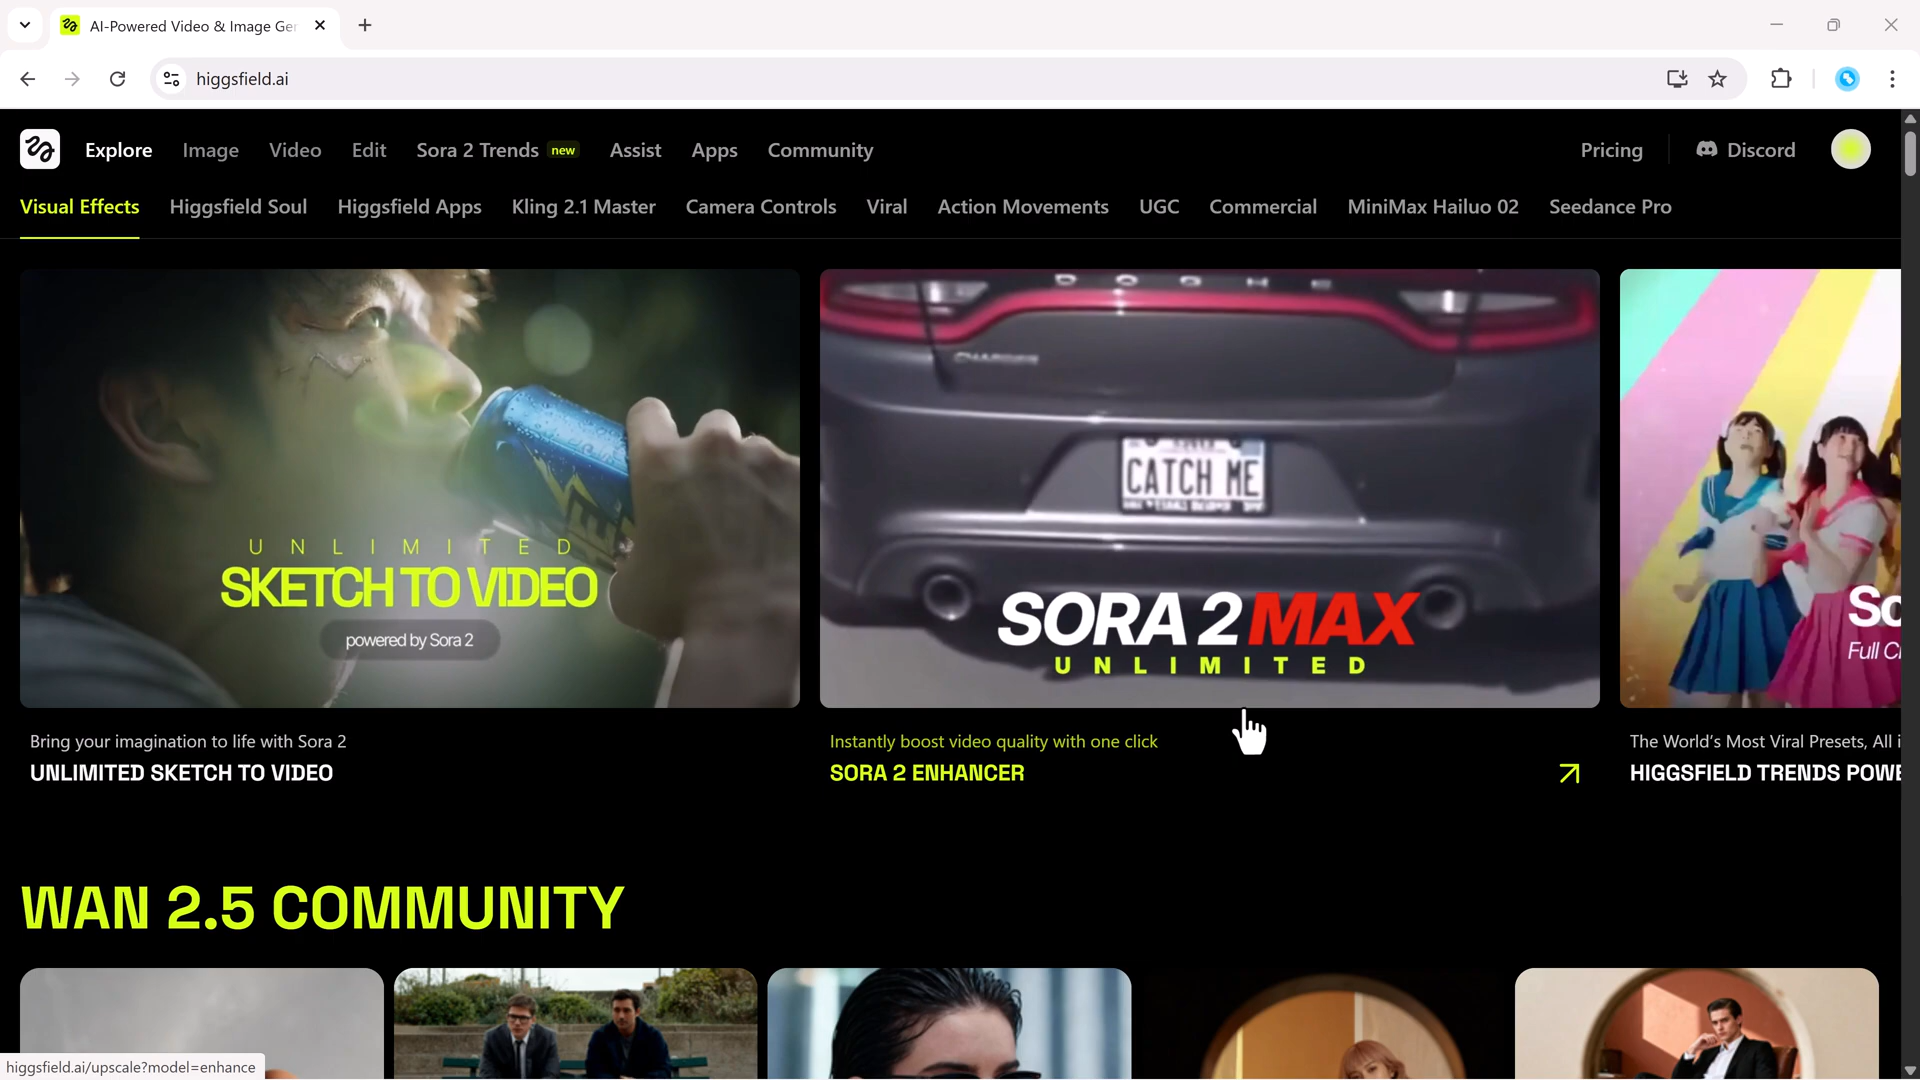 AI-Powered Video & Image Ger
higgsfield.ai
Explore Image Video Edit Sora 2 Trends new Assist Apps Community Pricing Discord
Visual Effects Higgsfield Soul Higgsfield Apps Kling 2.1 Master Camera Controls Viral Action Movements UGC Commercial MiniMax Hailuo 02 Seedance Pro
UNLIMITED
SKETCH TO VIDEO
powered by Sora 2
DODGE
CHARGER
CATCH ME
SORA 2 MAX
UNLIMITED
So
Full C
Bring your imagination to life with Sora 2
UNLIMITED SKETCH TO VIDEO
Instantly boost video quality with one click
SORA 2 ENHANCER
The World's Most Viral Presets, All i
HIGGSFIELD TRENDS POWE
WAN 2.5 COMMUNITY
higgsfield.ai/upscale?model=enhance